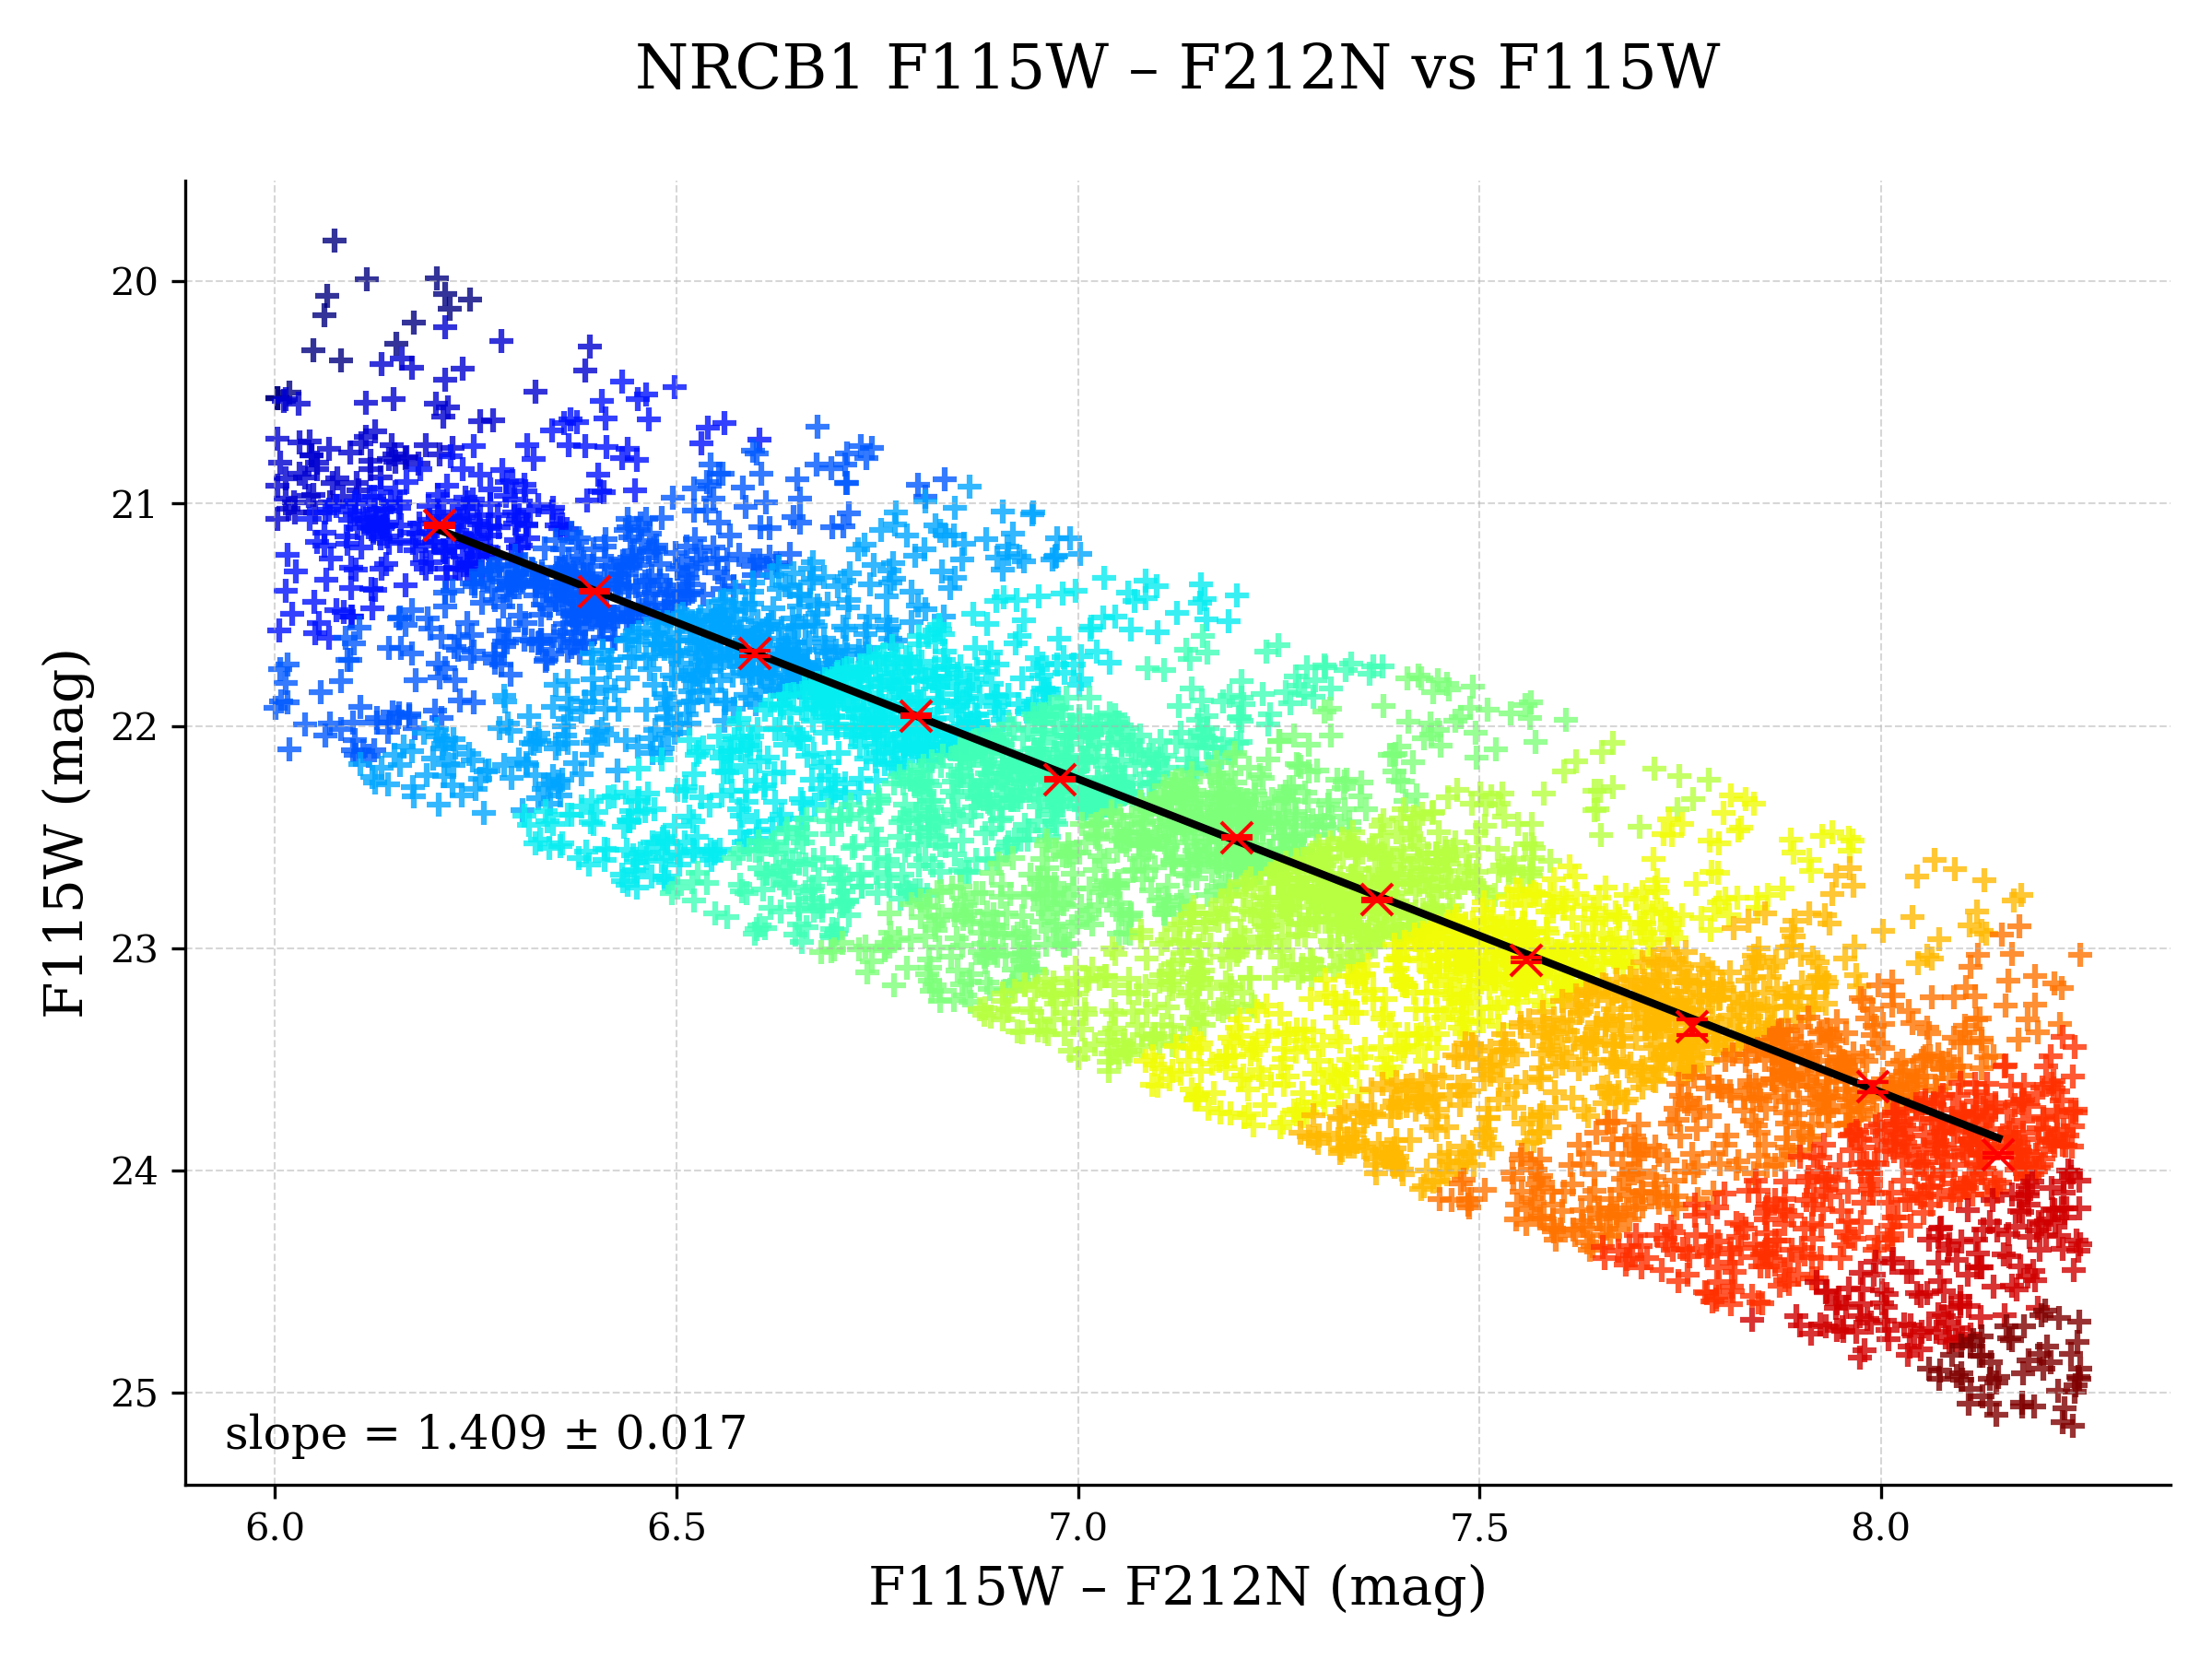 NRCB1 F115W – F212N vs F115W
F115W (mag)
20
21
22
23
24
25
slope = 1.409 ± 0.017
6.0 6.5 7.0 7.5 8.0
F115W – F212N (mag)